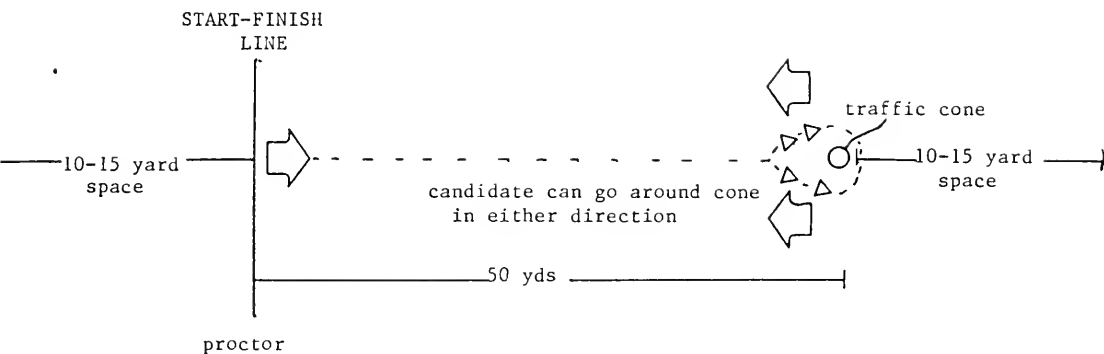 START-FINISH
LINE
traffic cone
10-15 yard
space
10-15 yard
space
candidate can go around cone
in either direction
50 yds
proctor